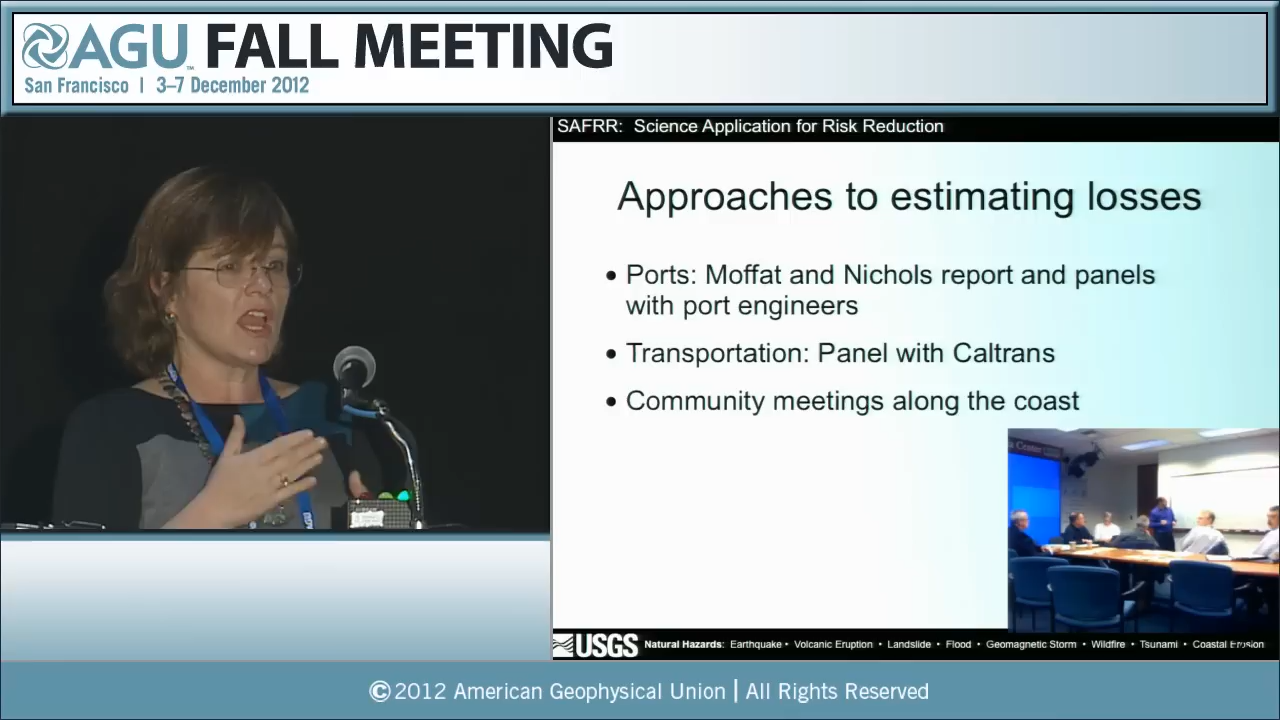 AGU FALL MEETING
San Francisco | 3–7 December 2012
SAFRR: Science Application for Risk Reduction
Approaches to estimating losses
• Ports: Moffat and Nichols report and panels
with port engineers
• Transportation: Panel with Caltrans
• Community meetings along the coast
USGS Natural Hazards: Earthquake • Volcanic Eruption • Landslide • Flood • Geomagnetic Storm • Wildfire • Tsunami • Coastal Erosion
©2012 American Geophysical Union | All Rights Reserved